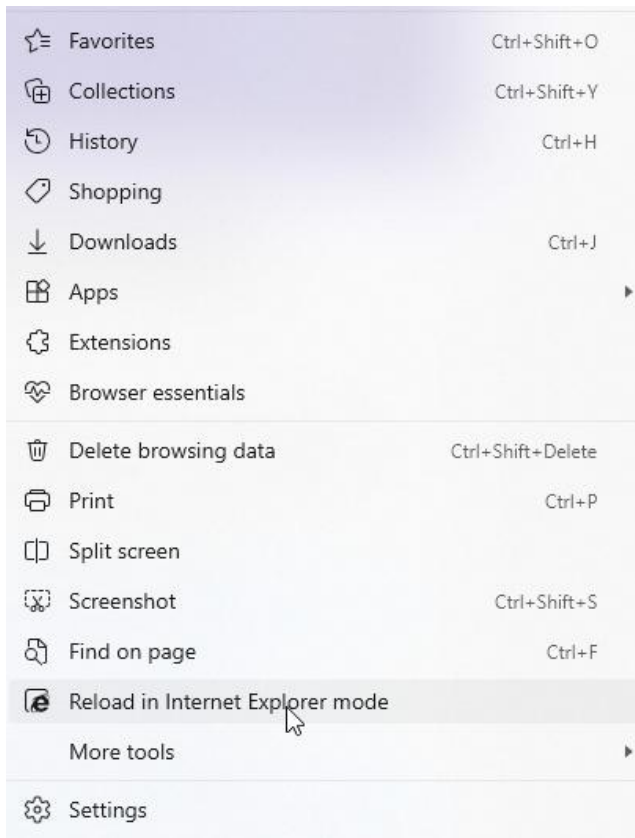 Favorites Ctrl+Shift+O
Collections Ctrl+Shift+Y
History Ctrl+H
Shopping
Downloads Ctrl+J
Apps
Extensions
Browser essentials
Delete browsing data Ctrl+Shift+Delete
Print Ctrl+P
Split screen
Screenshot Ctrl+Shift+S
Find on page Ctrl+F
Reload in Internet Explorer mode
More tools
Settings